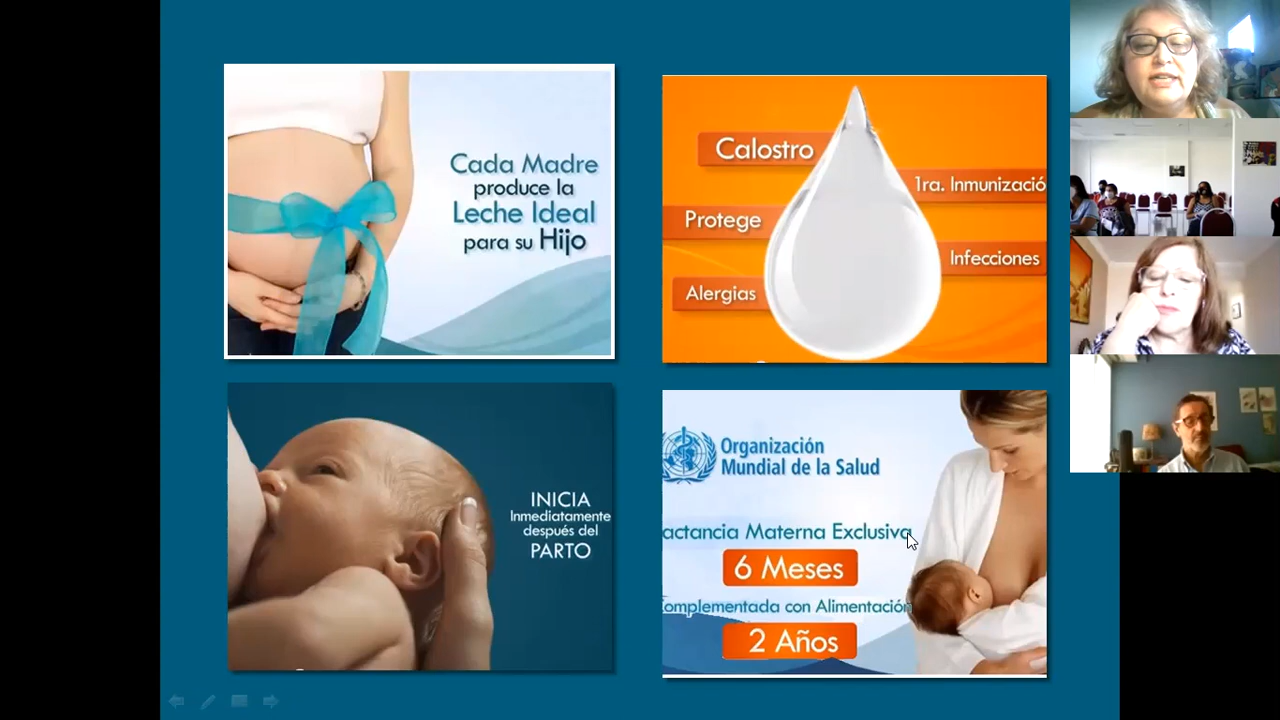 Cada Madre
produce la
Leche Ideal
para su Hijo
Calostro
1ra. Inmunizació
Protege
Infecciones
Alergias
INICIA
Inmediatamente
después del
PARTO
Organización
Mundial de la Salud
actancia Materna Exclusiva
6 Meses
Complementada con Alimentación
2 Años